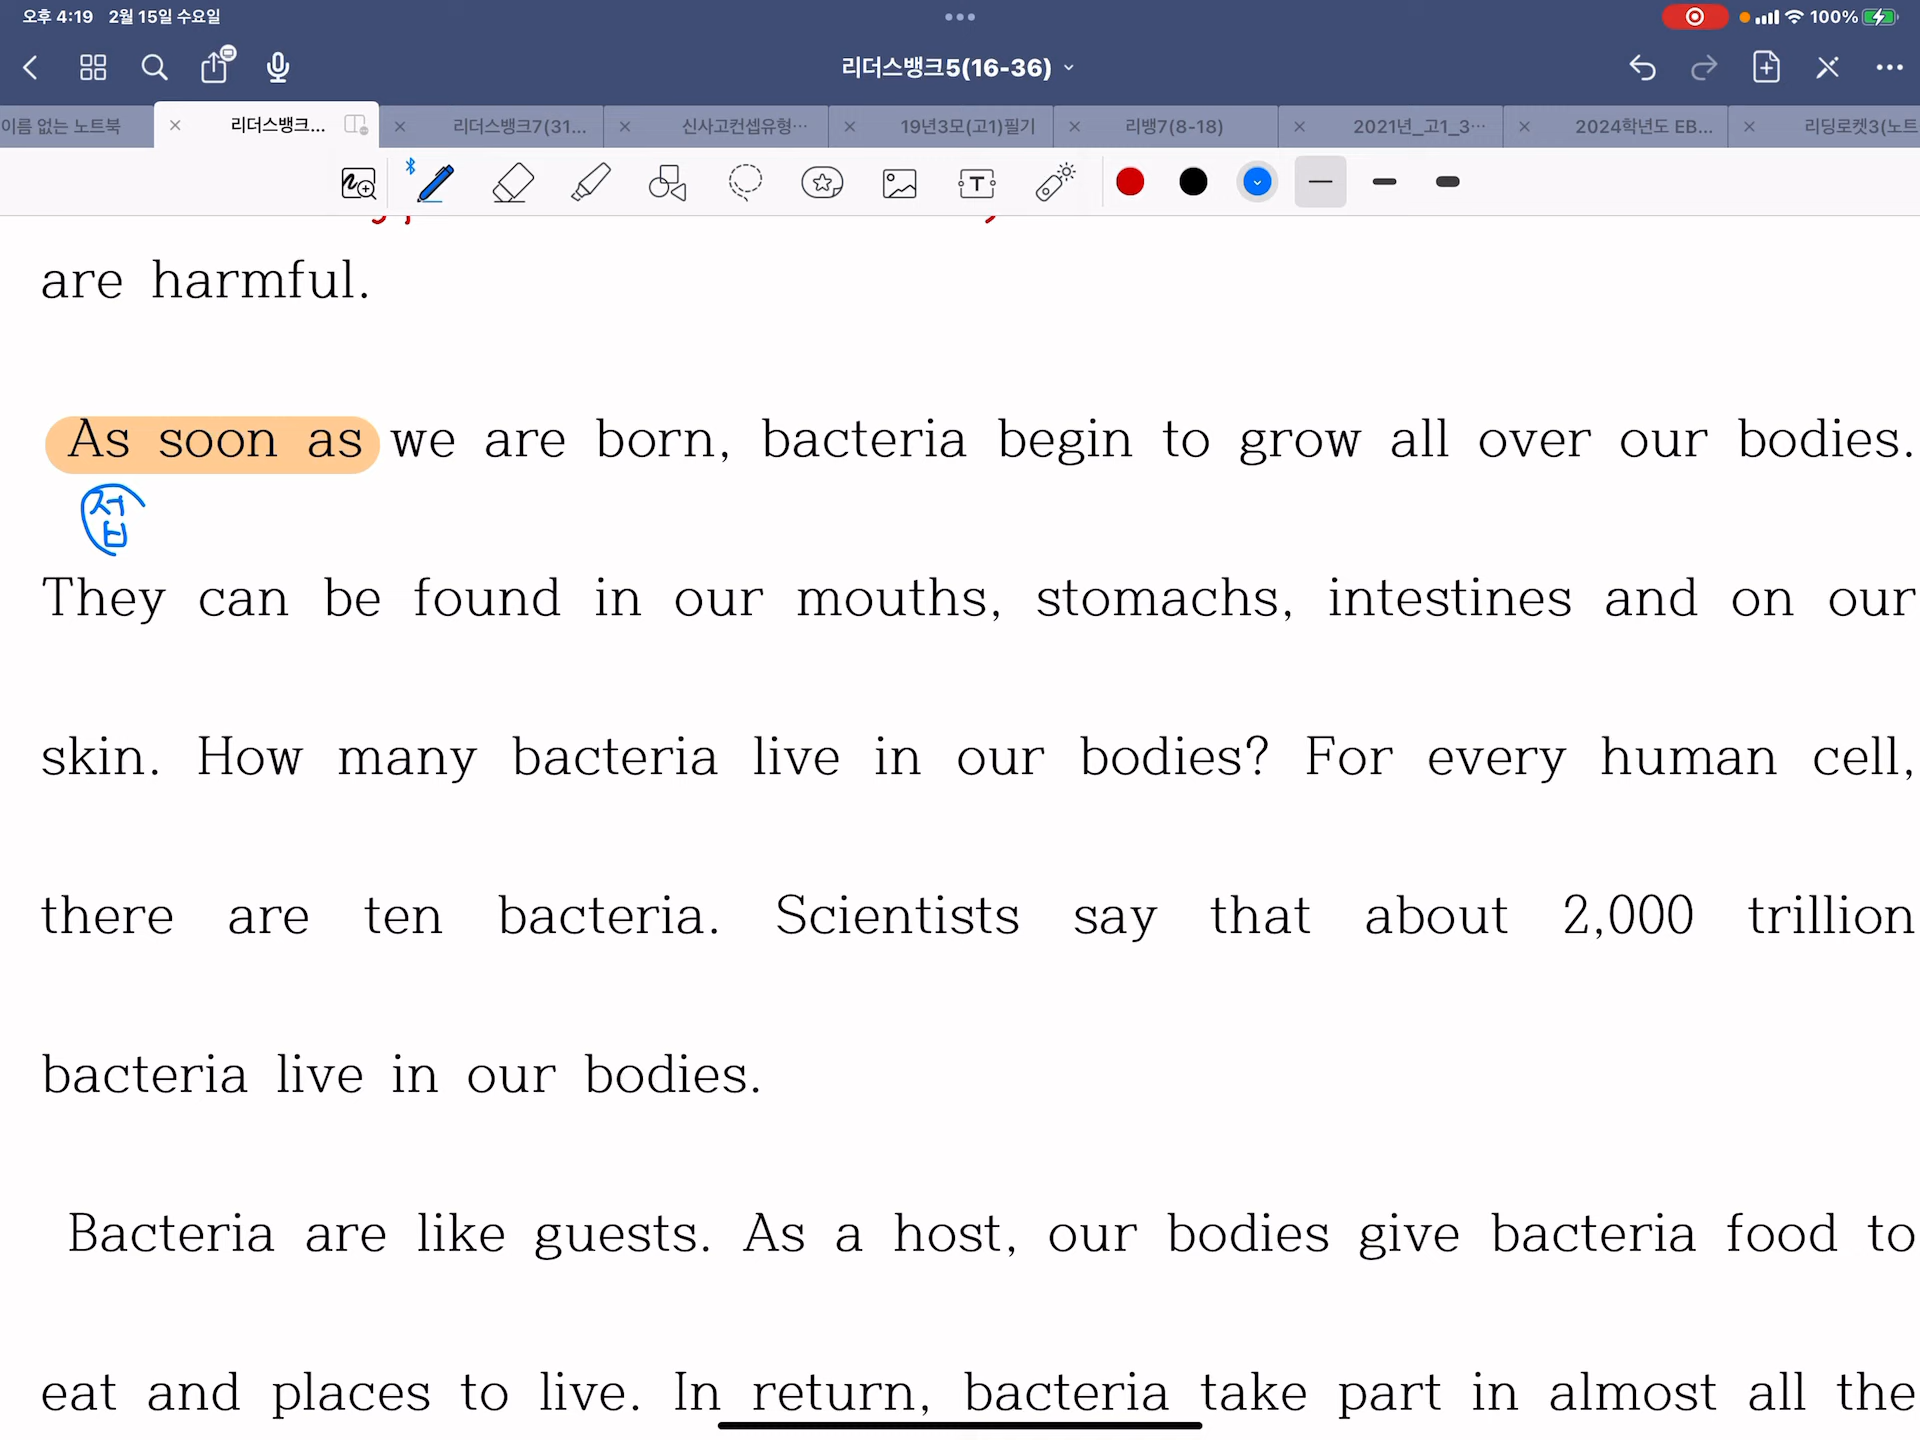 오후 4:19 2월 15일 수요일
100%
리더스뱅크5(16-36)
이름 없는 노트북
리더스뱅크...
리더스뱅크7(31...
신사고컨셉유형…
19년3모(고1)필기
리뱅7(8-18)
2021년_고1_3…
2024학년도 EB...
리딩로켓3(노트
are harmful.
As soon as we are born, bacteria begin to grow all over our bodies.
접
They can be found in our mouths, stomachs, intestines and on our
skin. How many bacteria live in our bodies? For every human cell,
there are ten bacteria. Scientists say that about 2,000 trillion
bacteria live in our bodies.
Bacteria are like guests. As a host, our bodies give bacteria food to
eat and places to live. In return, bacteria take part in almost all the